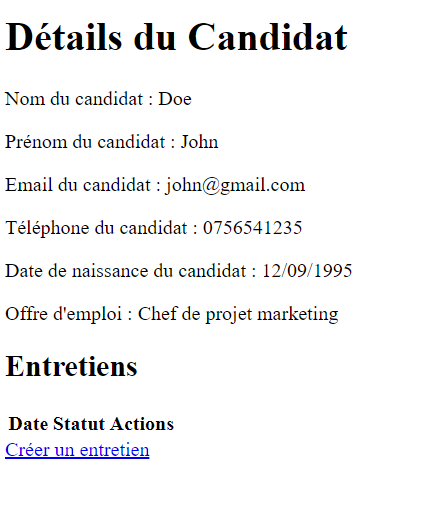 Détails du Candidat
Nom du candidat : Doe
Prénom du candidat : John
Email du candidat : john@gmail.com
Téléphone du candidat : 0756541235
Date de naissance du candidat : 12/09/1995
Offre d'emploi : Chef de projet marketing
Entretiens
Date Statut Actions
Créer un entretien